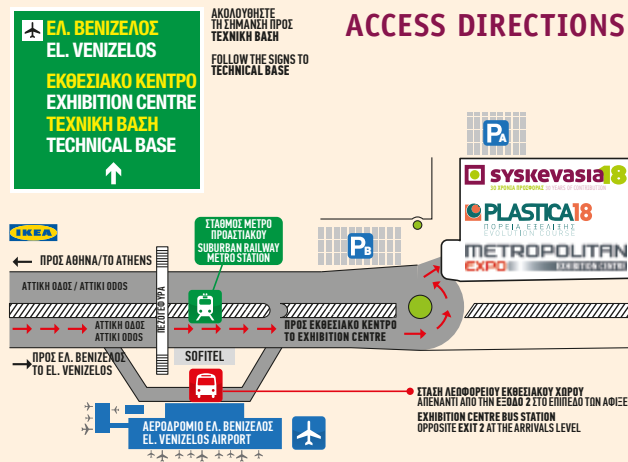 ΕΛ. ΒΕΝΙΖΕΛΟΣ
EL. VENIZELOS
ΕΚΘΕΣΙΑΚΟ ΚΕΝΤΡΟ
EXHIBITION CENTRE
ΤΕΧΝΙΚΗ ΒΑΣΗ
TECHNICAL BASE
ΑΚΟΛΟΥΘΗΣΤΕ
ΤΗ ΣΗΜΑΝΣΗ ΠΡΟΣ
ΤΕΧΝΙΚΗ ΒΑΣΗ
FOLLOW THE SIGNS TO
TECHNICAL BASE
ACCESS DIRECTIONS
PA
syskevasia18
30 ΧΡΟΝΙΑ ΠΡΟΣΦΟΡΑΣ 30 YEARS OF CONTRIBUTION
PLASTICA18
ΠΟΡΕΙΑ ΕΞΕΛΙΞΗΣ
EVOLUTION COURSE
METROPOLITAN
EXPO EXHIBITION CENTRE
IKEA
ΣΤΑΘΜΟΣ ΜΕΤΡΟ
ΠΡΟΑΣΤΙΑΚΟΥ
SUBURBAN RAILWAY
METRO STATION
PB
ΠΡΟΣ ΑΘΗΝΑ/TO ATHENS
ΑΤΤΙΚΗ ΟΔΟΣ / ATTIKI ODOS
ΠΕΖΟΓΕΦΥΡΑ
ΑΤΤΙΚΗ ΟΔΟΣ
ATTIKI ODOS
ΠΡΟΣ ΕΚΘΕΣΙΑΚΟ ΚΕΝΤΡΟ
TO EXHIBITION CENTRE
ΠΡΟΣ ΕΛ. ΒΕΝΙΖΕΛΟΣ
TO EL. VENIZELOS
SOFITEL
ΑΕΡΟΔΡΟΜΙΟ ΕΛ. ΒΕΝΙΖΕΛΟΣ
EL. VENIZELOS AIRPORT
ΣΤΑΣΗ ΛΕΩΦΟΡΕΙΟΥ ΕΚΘΕΣΙΑΚΟΥ ΧΩΡΟΥ
ΑΠΕΝΑΝΤΙ ΑΠΟ ΤΗΝ ΕΞΟΔΟ 2 ΣΤΟ ΕΠΙΠΕΔΟ ΤΩΝ ΑΦΙΞΕ
EXHIBITION CENTRE BUS STATION
OPPOSITE EXIT 2 AT THE ARRIVALS LEVEL